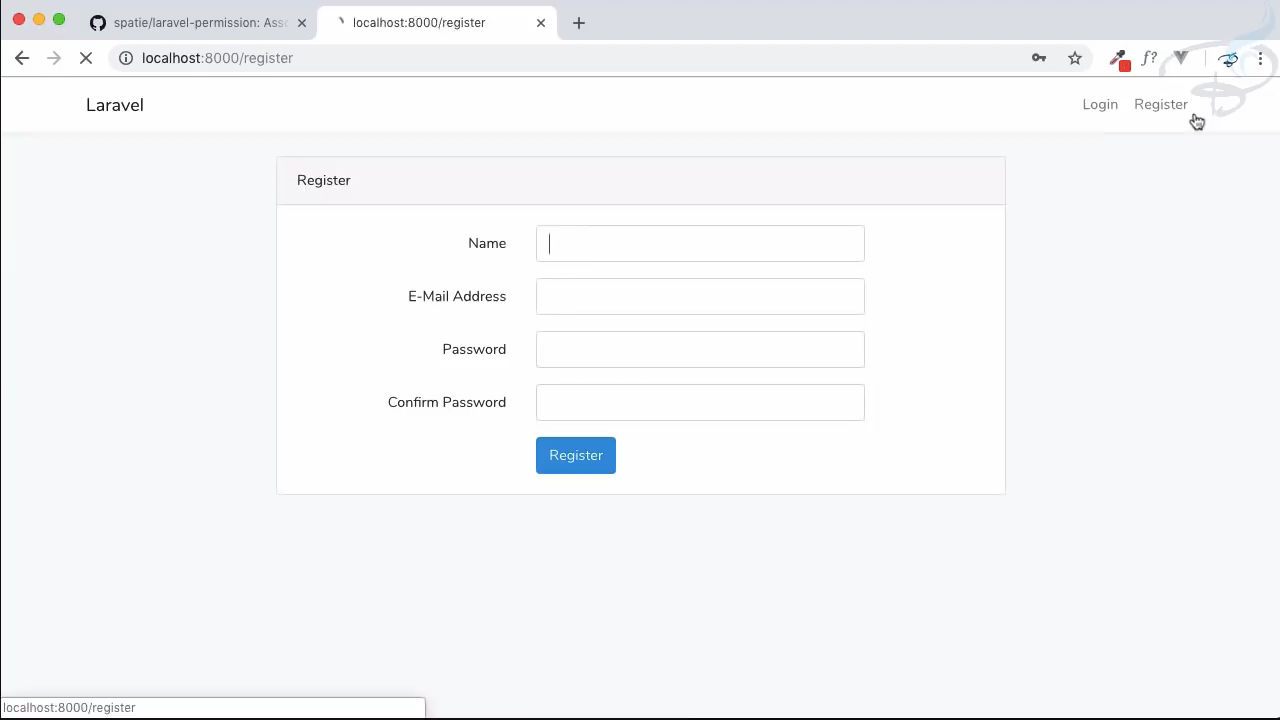 spatie/laravel-permission: Ass
localhost:8000/register
localhost:8000/register
f?
Laravel
Login
Register
Register
Name
E-Mail Address
Password
Confirm Password
Register
localhost:8000/register